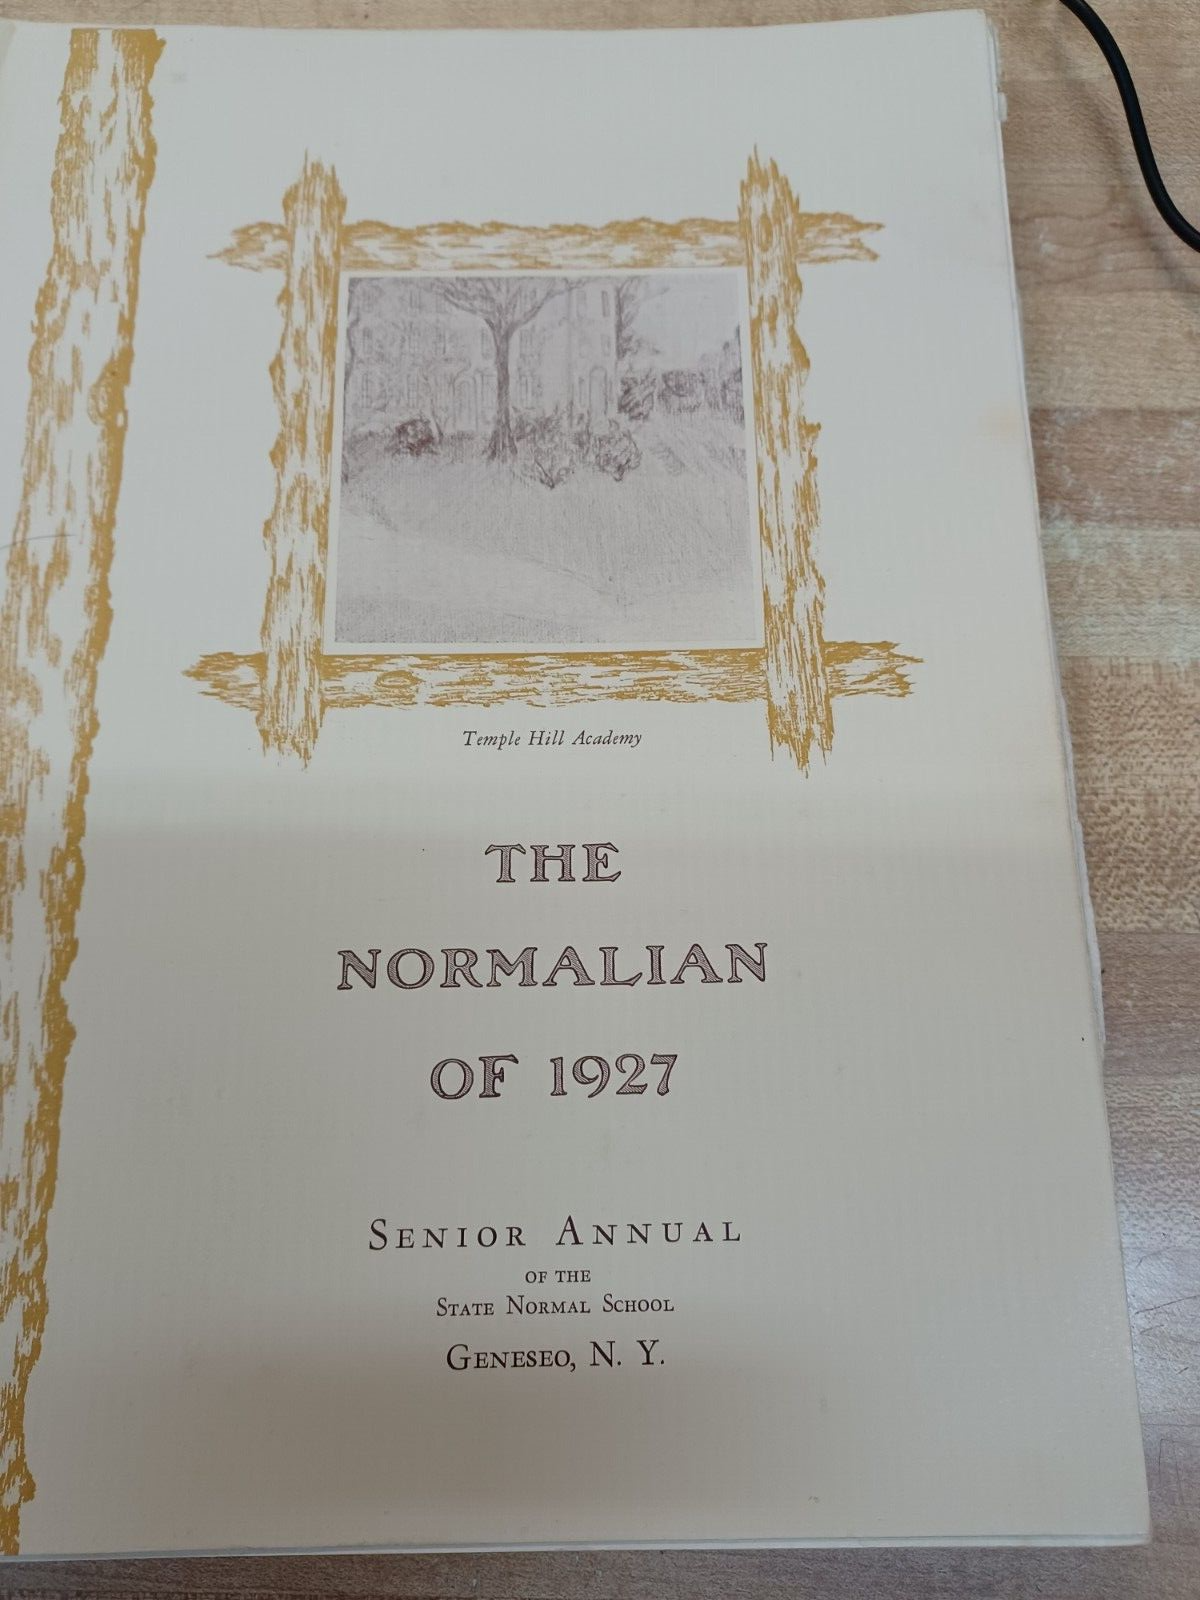 Temple Hill Academy
THE
NORMALIAN
OF 1927
SENIOR ANNUAL
OF THE
STATE NORMAL SCHOOL
GENESEO, N. Y.